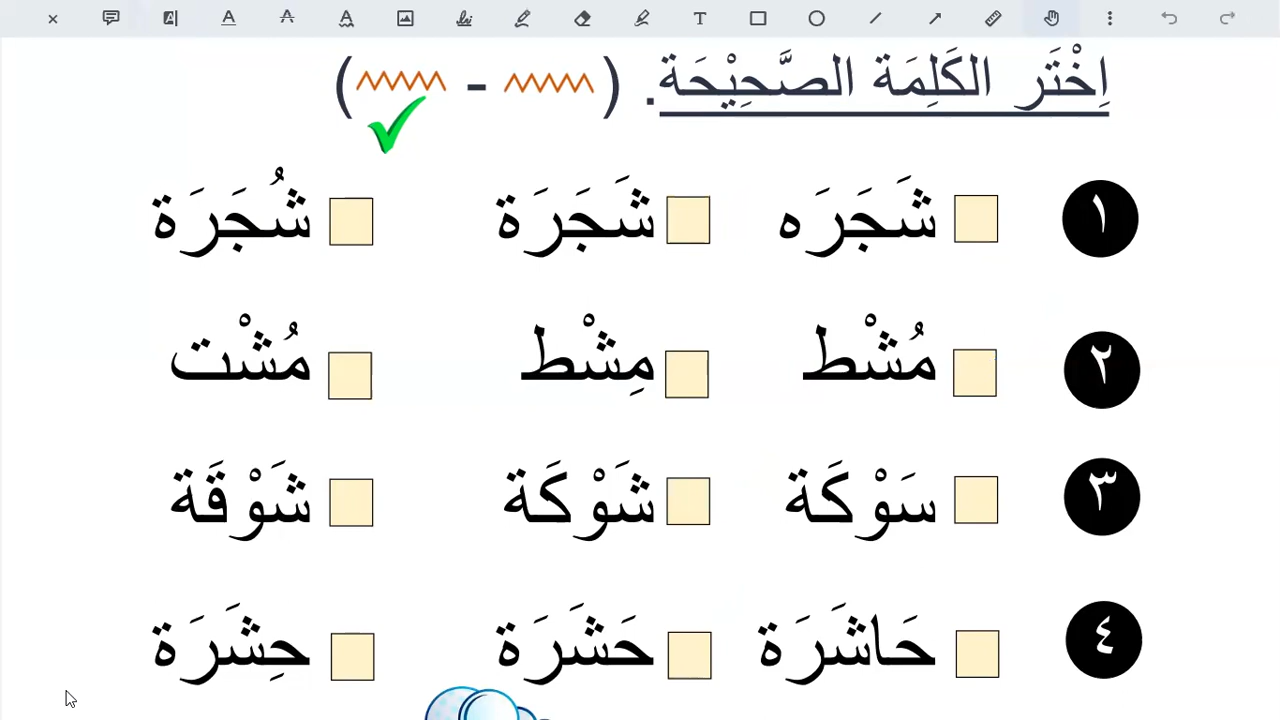 اِخْتَر الكَلِمَة الصَّحِيْحَة. ( - )
١ شَجَرَه شَجَرَة شُجَرَة
٢ مُشْط مِشْط مُشْت
٣ سَوْكَة شَوْكَة شَوْقَة
٤ حَاشَرَة حَشَرَة حِشَرَة